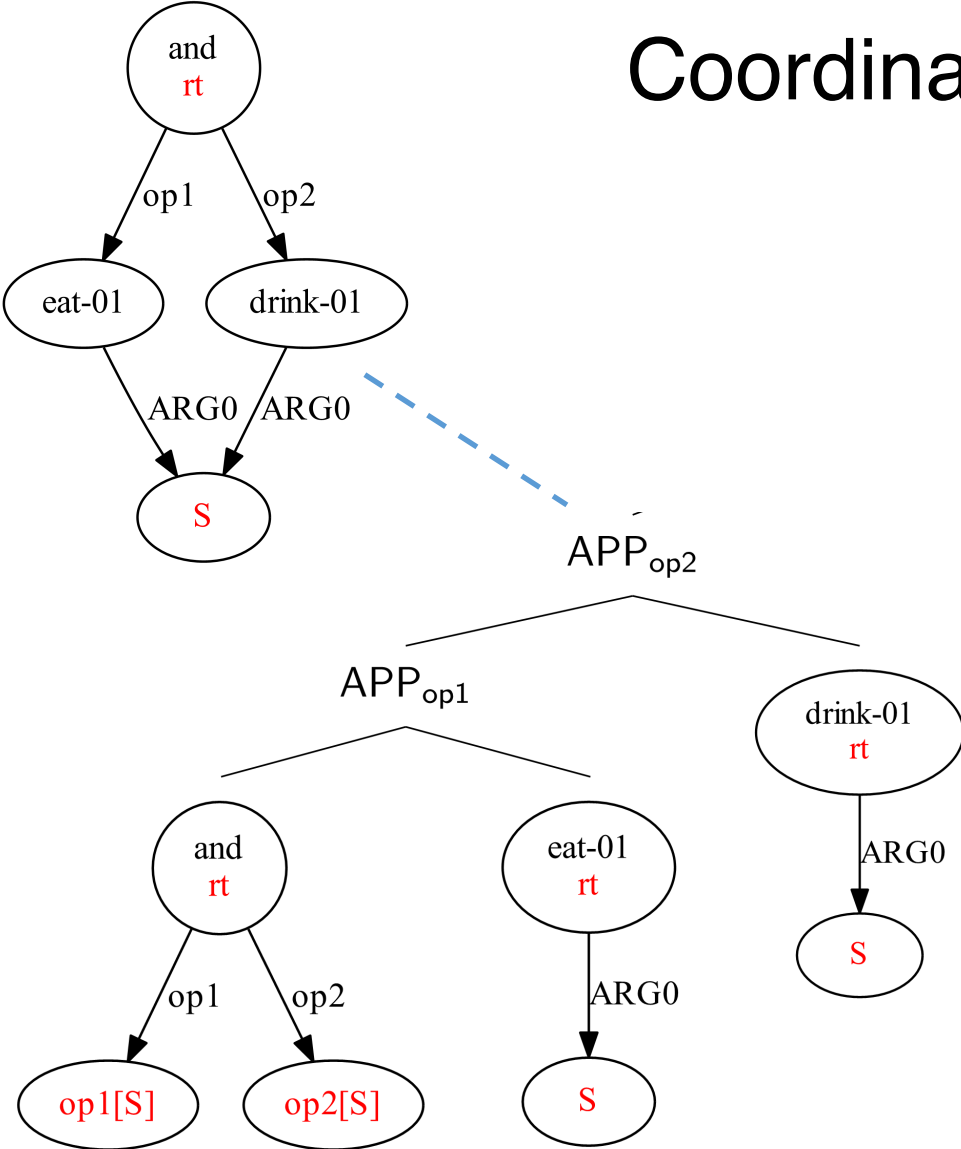 Coordina
and
rt
op1
op2
eat-01
drink-01
ARG0
ARG0
S
APPop2
APPop1
drink-01
rt
and
rt
eat-01
rt
ARG0
op1
op2
ARG0
S
op1[S]
op2[S]
S